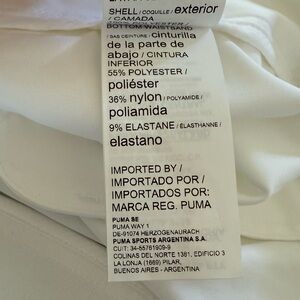 SHELL / COQUILLE / exterior
/ CAMADA
POLYESTER /
BOTTOM WAISTBAND
/ BAS CEINTURE / cinturilla
de la parte de
abajo / CINTURA
INFERIOR
55% POLYESTER /
poliéster
36% nylon / POLYAMIDE /
poliamida
9% ELASTANE / ÉLASTHANNE /
elastano
IMPORTED BY /
IMPORTADO POR /
IMPORTADOS POR:
MARCA REG. PUMA
PUMA SE
PUMA WAY 1
DE-91074 HERZOGENAURACH
PUMA SPORTS ARGENTINA S.A.
CUIT: 34-55761909-9
COLINAS DEL NORTE 1381, EDIFICIO 3
LA LONJA (1669) PILAR,
BUENOS AIRES - ARGENTINA